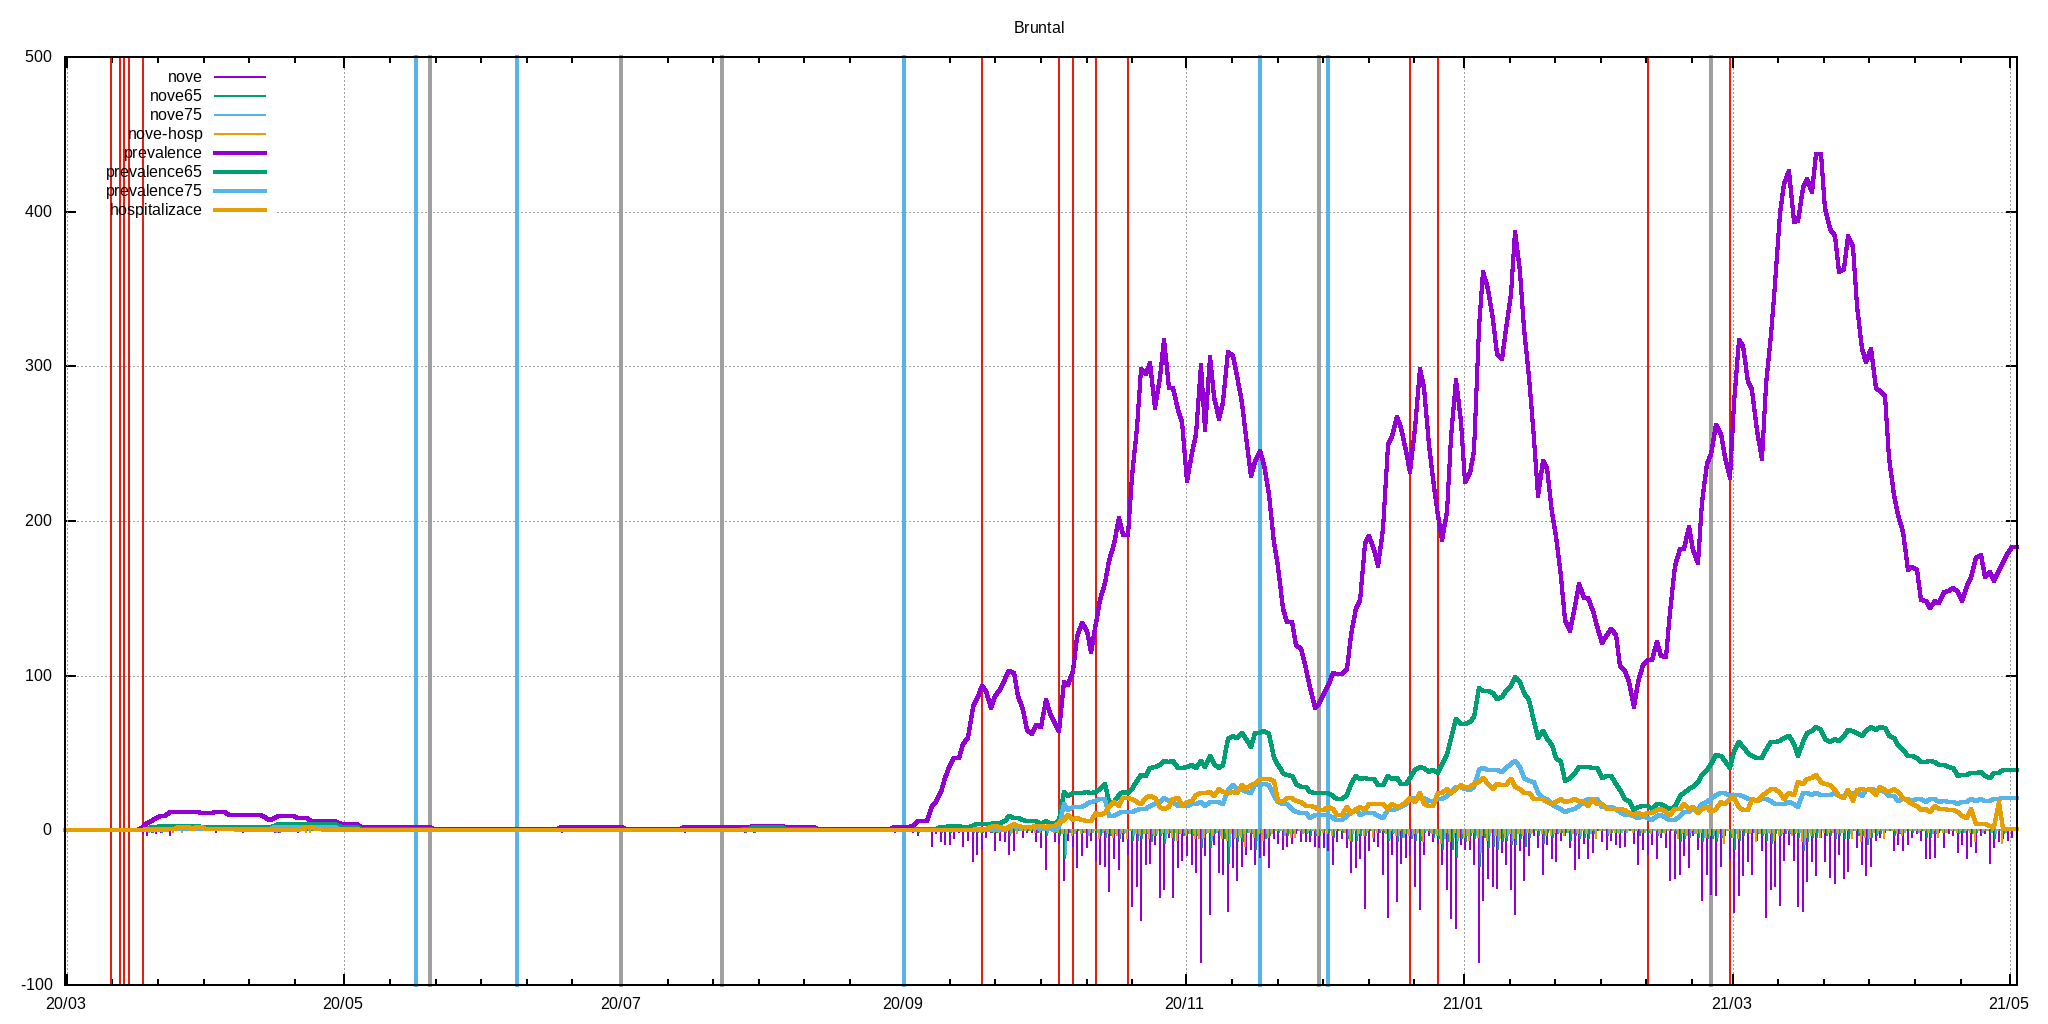 Bruntal
500
nove
nove65
nove75
nove-hosp
prevalence
prevalence65
prevalence75
hospitalizace
400
300
200
100
0
-100
20/03 20/05 20/07 20/09 20/11 21/01 21/03 21/05